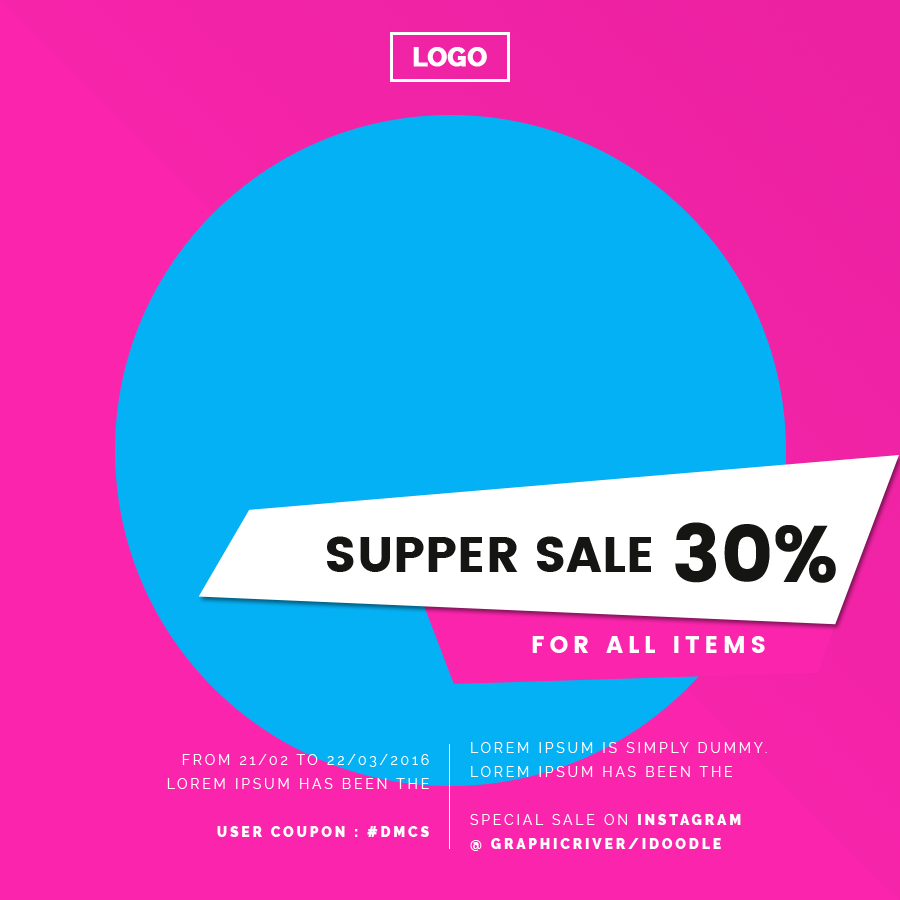 LOGO
SUPPER SALE 30%
FOR ALL ITEMS
FROM 21/02 TO 22/03/2016
LOREM IPSUM HAS BEEN THE
USER COUPON : #DMCS
LOREM IPSUM IS SIMPLY DUMMY.
LOREM IPSUM HAS BEEN THE
SPECIAL SALE ON INSTAGRAM
@ GRAPHICRIVER/IDOODLE